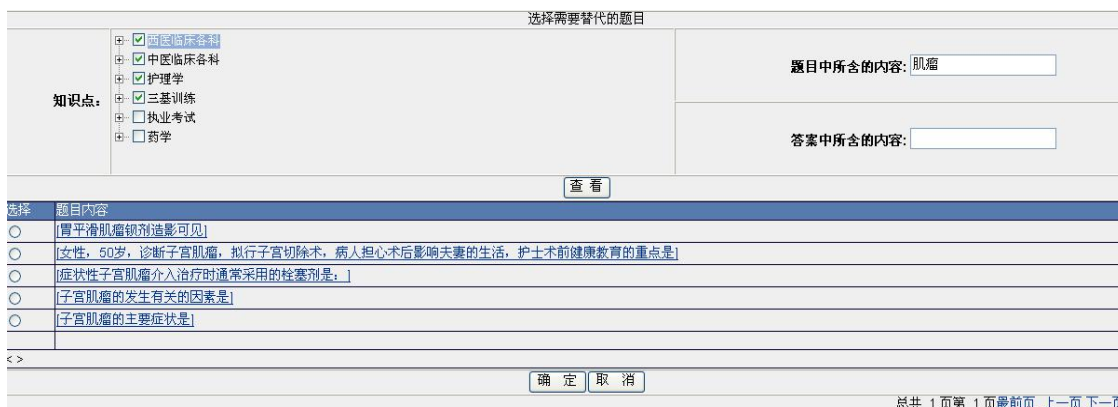 选择需要替代的题目
知识点：
西医临床各科
中医临床各科
护理学
三基训练
执业考试
药学
题目中所含的内容: 肌瘤
答案中所含的内容:
查 看
选择 题目内容
[胃平滑肌瘤钡剂造影可见]
[女性，50岁，诊断子宫肌瘤，拟行子宫切除术，病人担心术后影响夫妻的生活，护士术前健康教育的重点是]
[症状性子宫肌瘤介入治疗时通常采用的栓塞剂是：]
[子宫肌瘤的发生有关的因素是]
[子宫肌瘤的主要症状是]
< >
确 定 取 消
总共 1 页第 1 页最前页 上一页 下一页